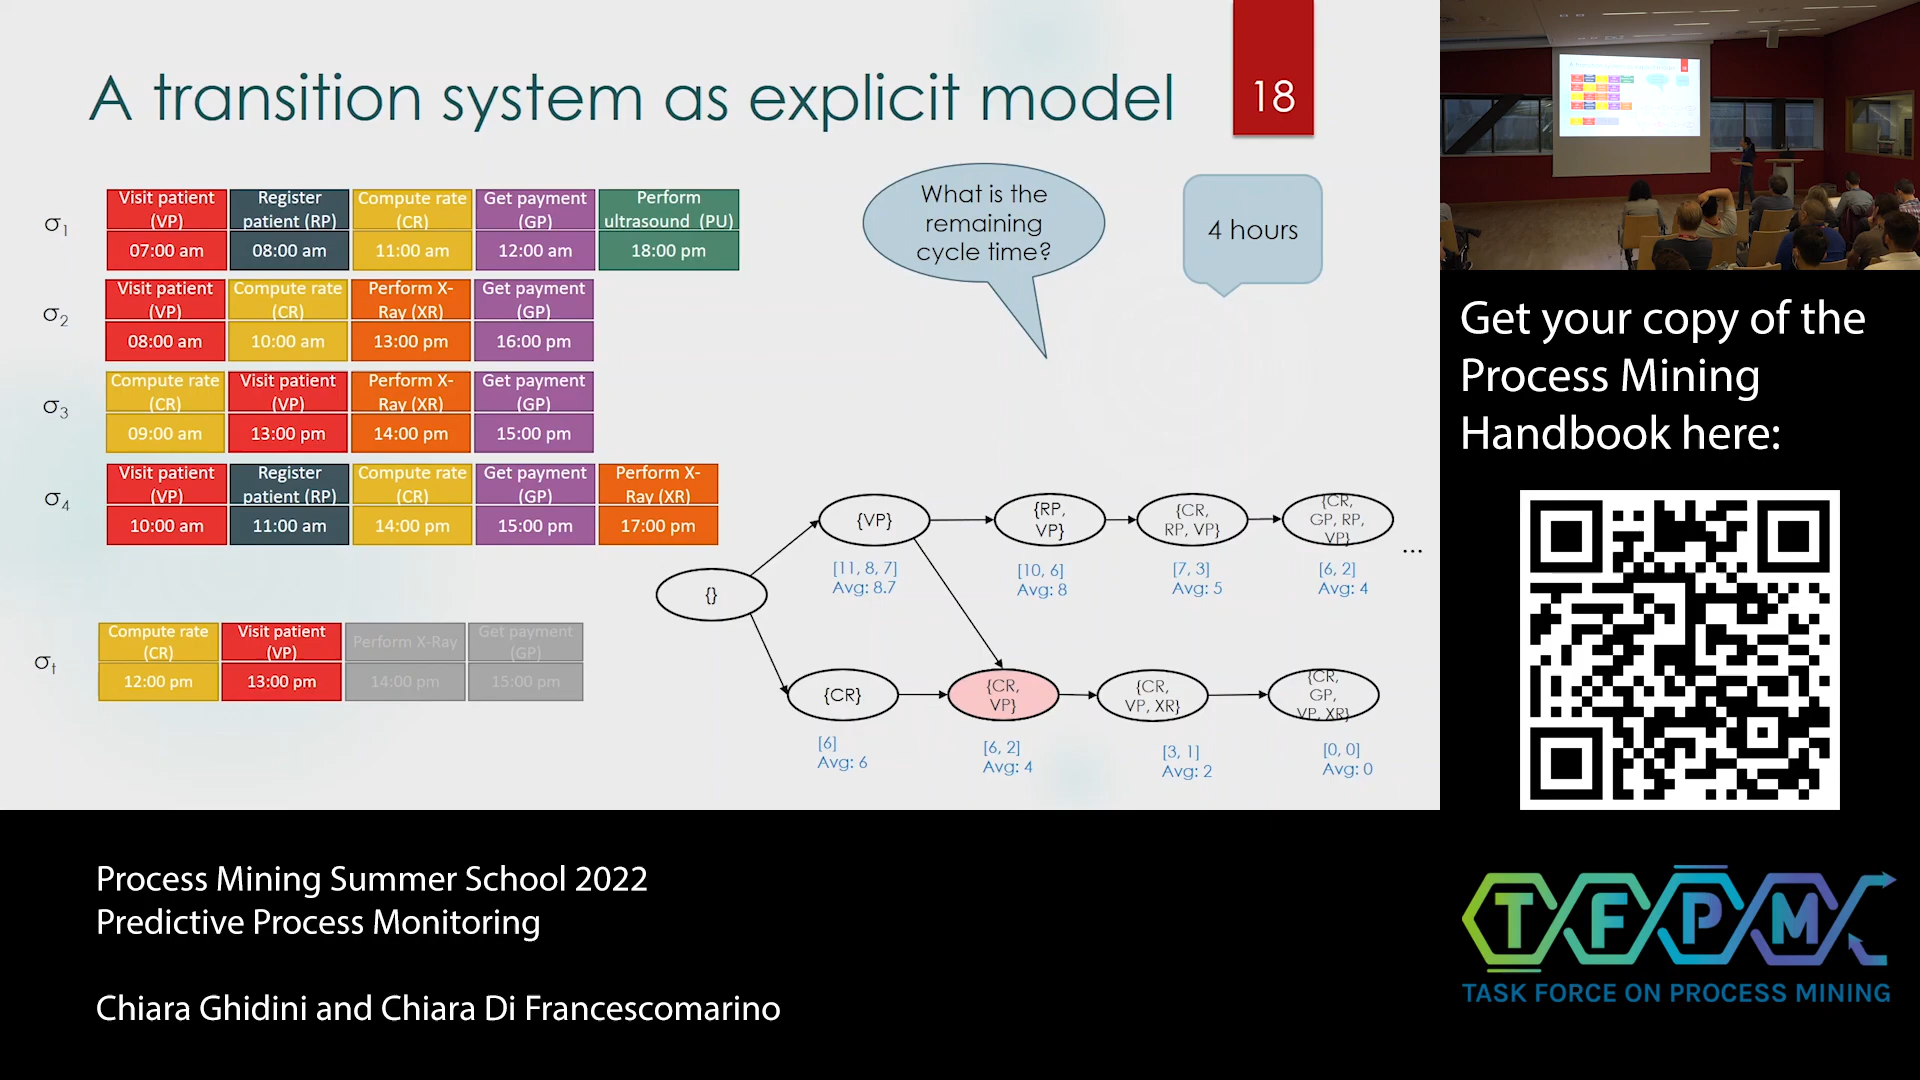 A transition system as explicit model
18
σ1
Visit patient (VP)
07:00 am
Register patient (RP)
08:00 am
Compute rate (CR)
11:00 am
Get payment (GP)
12:00 am
Perform ultrasound (PU)
18:00 pm
σ2
Visit patient (VP)
08:00 am
Compute rate (CR)
10:00 am
Perform X-Ray (XR)
13:00 pm
Get payment (GP)
16:00 pm
σ3
Compute rate (CR)
09:00 am
Visit patient (VP)
13:00 pm
Perform X-Ray (XR)
14:00 pm
Get payment (GP)
15:00 pm
σ4
Visit patient (VP)
10:00 am
Register patient (RP)
11:00 am
Compute rate (CR)
14:00 pm
Get payment (GP)
15:00 pm
Perform X-Ray (XR)
17:00 pm
σt
Compute rate (CR)
12:00 pm
Visit patient (VP)
13:00 pm
Perform X-Ray
14:00 pm
Get payment (GP)
15:00 pm
What is the
remaining
cycle time?
4 hours
{}
{VP}
[11, 8, 7]
Avg: 8.7
{RP,
VP}
[10, 6]
Avg: 8
{CR,
RP, VP}
[7, 3]
Avg: 5
{CR,
GP, RP,
VP}
[6, 2]
Avg: 4
...
{CR}
[6]
Avg: 6
{CR,
VP}
[6, 2]
Avg: 4
{CR,
VP, XR}
[3, 1]
Avg: 2
{CR,
GP,
VP, XR}
[0, 0]
Avg: 0
Get your copy of the
Process Mining
Handbook here:
Process Mining Summer School 2022
Predictive Process Monitoring
Chiara Ghidini and Chiara Di Francescomarino
TFPM
TASK FORCE ON PROCESS MINING